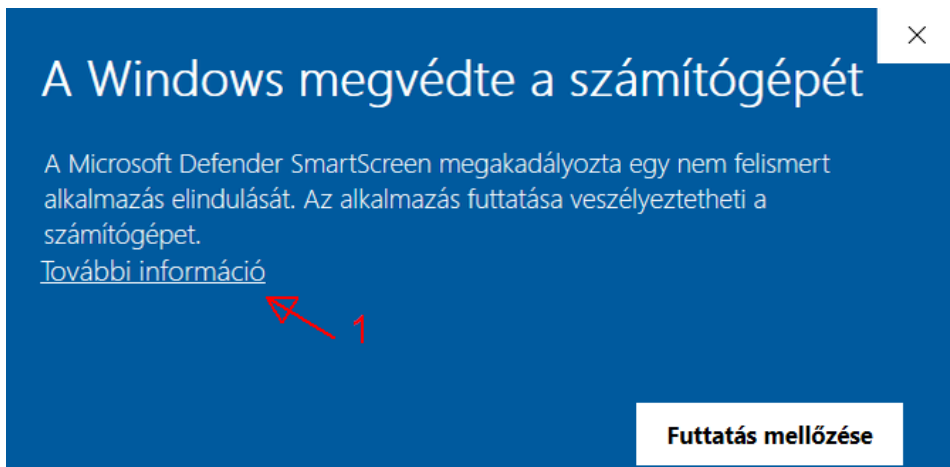 A Windows megvédte a számítógépét
A Microsoft Defender SmartScreen megakadályozta egy nem felismert
alkalmazás elindulását. Az alkalmazás futtatása veszélyeztetheti a
számítógépet.
További információ
1
Futtatás mellőzése